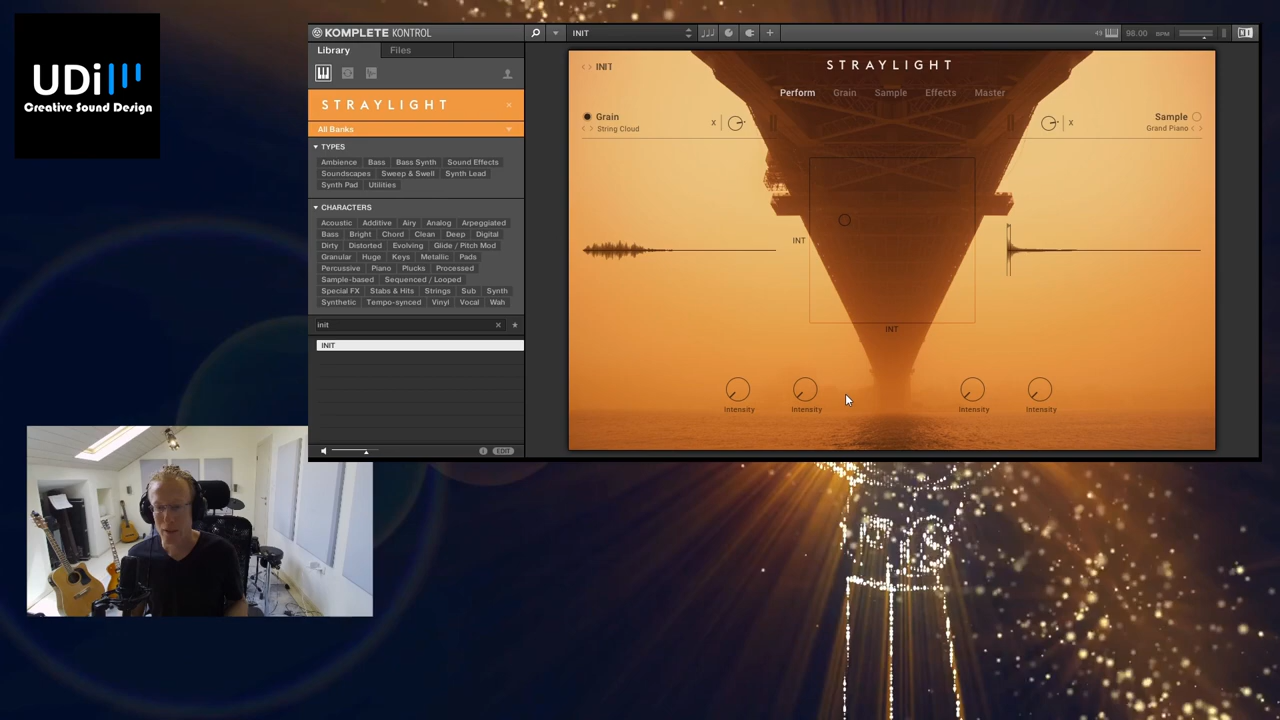 UDi
Creative Sound Design
KOMPLETE KONTROL
INIT
98.00 BPM
Library
Files
STRAYLIGHT
All Banks
TYPES
Ambience Bass Bass Synth Sound Effects
Soundscapes Sweep & Swell Synth Lead
Synth Pad Utilities
CHARACTERS
Acoustic Additive Airy Analog Arpeggiated
Bass Bright Chord Clean Deep Digital
Dirty Distorted Evolving Glide / Pitch Mod
Granular Huge Keys Metallic Pads
Percussive Piano Plucks Processed
Sample-based Sequenced / Looped
Special FX Stabs & Hits Strings Sub Synth
Synthetic Tempo-synced Vinyl Vocal Wah
init
INIT
EDIT
INIT
STRAYLIGHT
Perform Grain Sample Effects Master
Grain
String Cloud
X
X
Sample
Grand Piano
INT
INT
Intensity Intensity Intensity Intensity